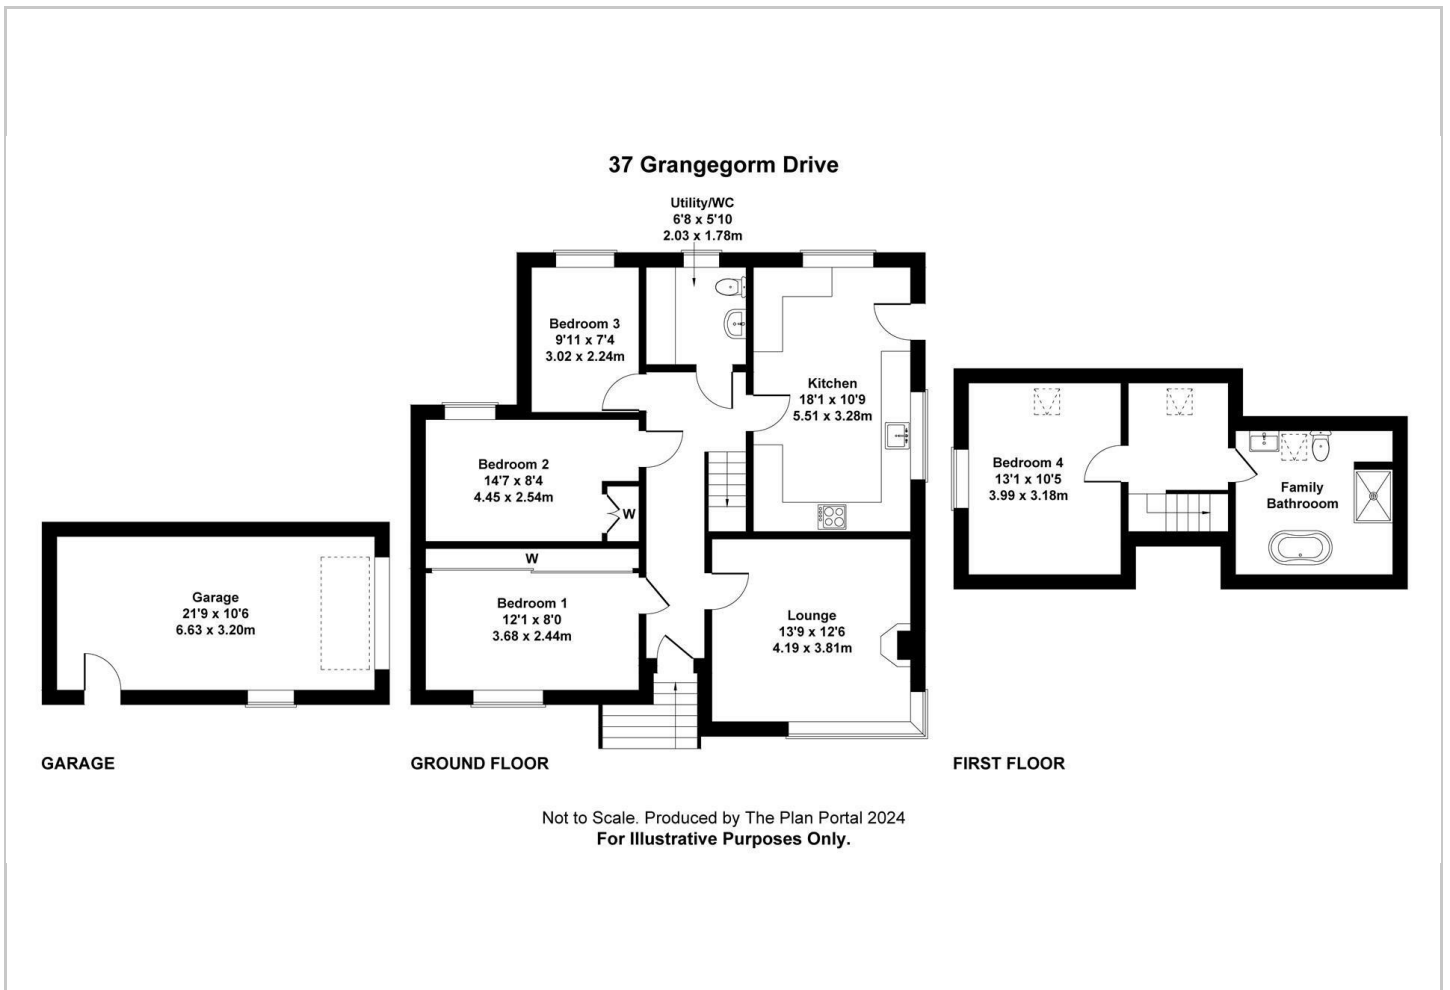 37 Grangegorm Drive
Utility/WC
6'8 x 5'10
2.03 x 1.78m
Bedroom 3
9'11 x 7'4
3.02 x 2.24m
Kitchen
18'1 x 10'9
5.51 x 3.28m
Bedroom 2
14'7 x 8'4
4.45 x 2.54m
W
W
Bedroom 1
12'1 x 8'0
3.68 x 2.44m
Lounge
13'9 x 12'6
4.19 x 3.81m
Garage
21'9 x 10'6
6.63 x 3.20m
Bedroom 4
13'1 x 10'5
3.99 x 3.18m
Family
Bathrooom
GARAGE
GROUND FLOOR
FIRST FLOOR
Not to Scale. Produced by The Plan Portal 2024
For Illustrative Purposes Only.